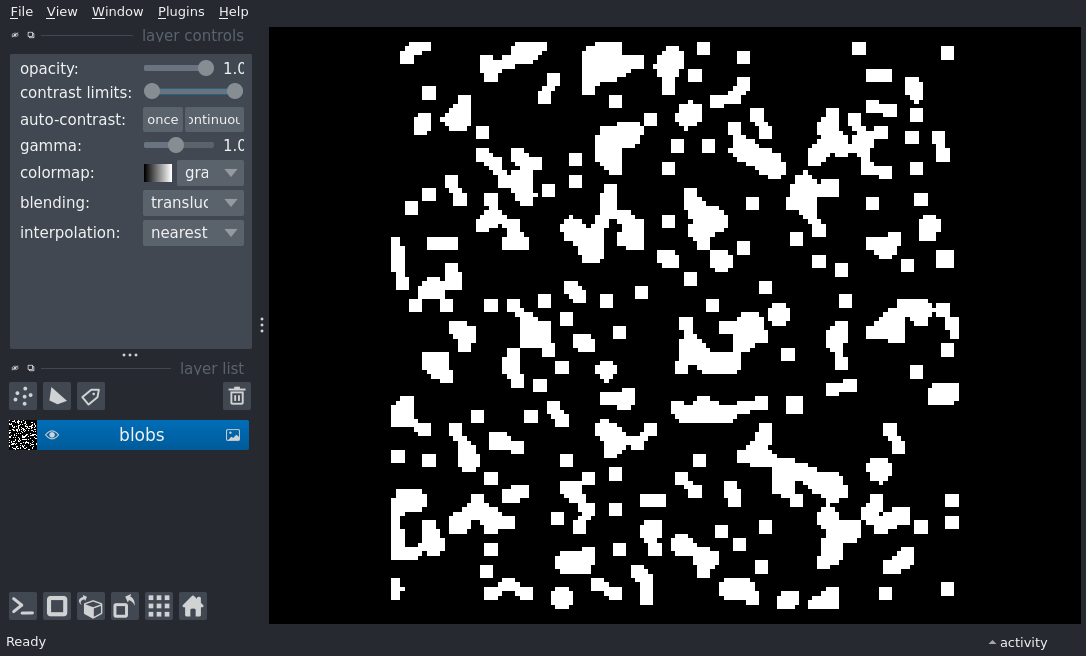 File View Window Plugins Help
layer controls
opacity: 1.0
contrast limits:
auto-contrast: once ontinuou
gamma: 1.0
colormap: gra
blending: transluc
interpolation: nearest
layer list
blobs
Ready
activity